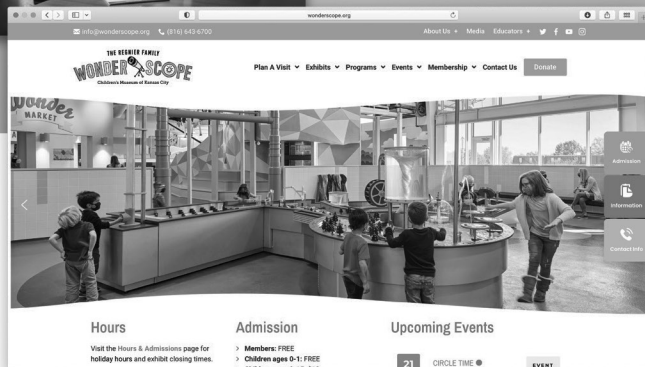 wonderscope.org
info@wonderscope.org (816) 643-6700 About Us + Media Educators +
THE REGNIER FAMILY
WONDERSCOPE
Children's Museum of Kansas City
Plan A Visit Exhibits Programs Events Membership Contact Us Donate
Wonder
MARKET
Admission
Information
Contact Info
Hours Admission Upcoming Events
Visit the Hours & Admissions page for
holiday hours and exhibit closing times.
> Members: FREE
> Children ages 0-1: FREE
21 CIRCLE TIME EVENT